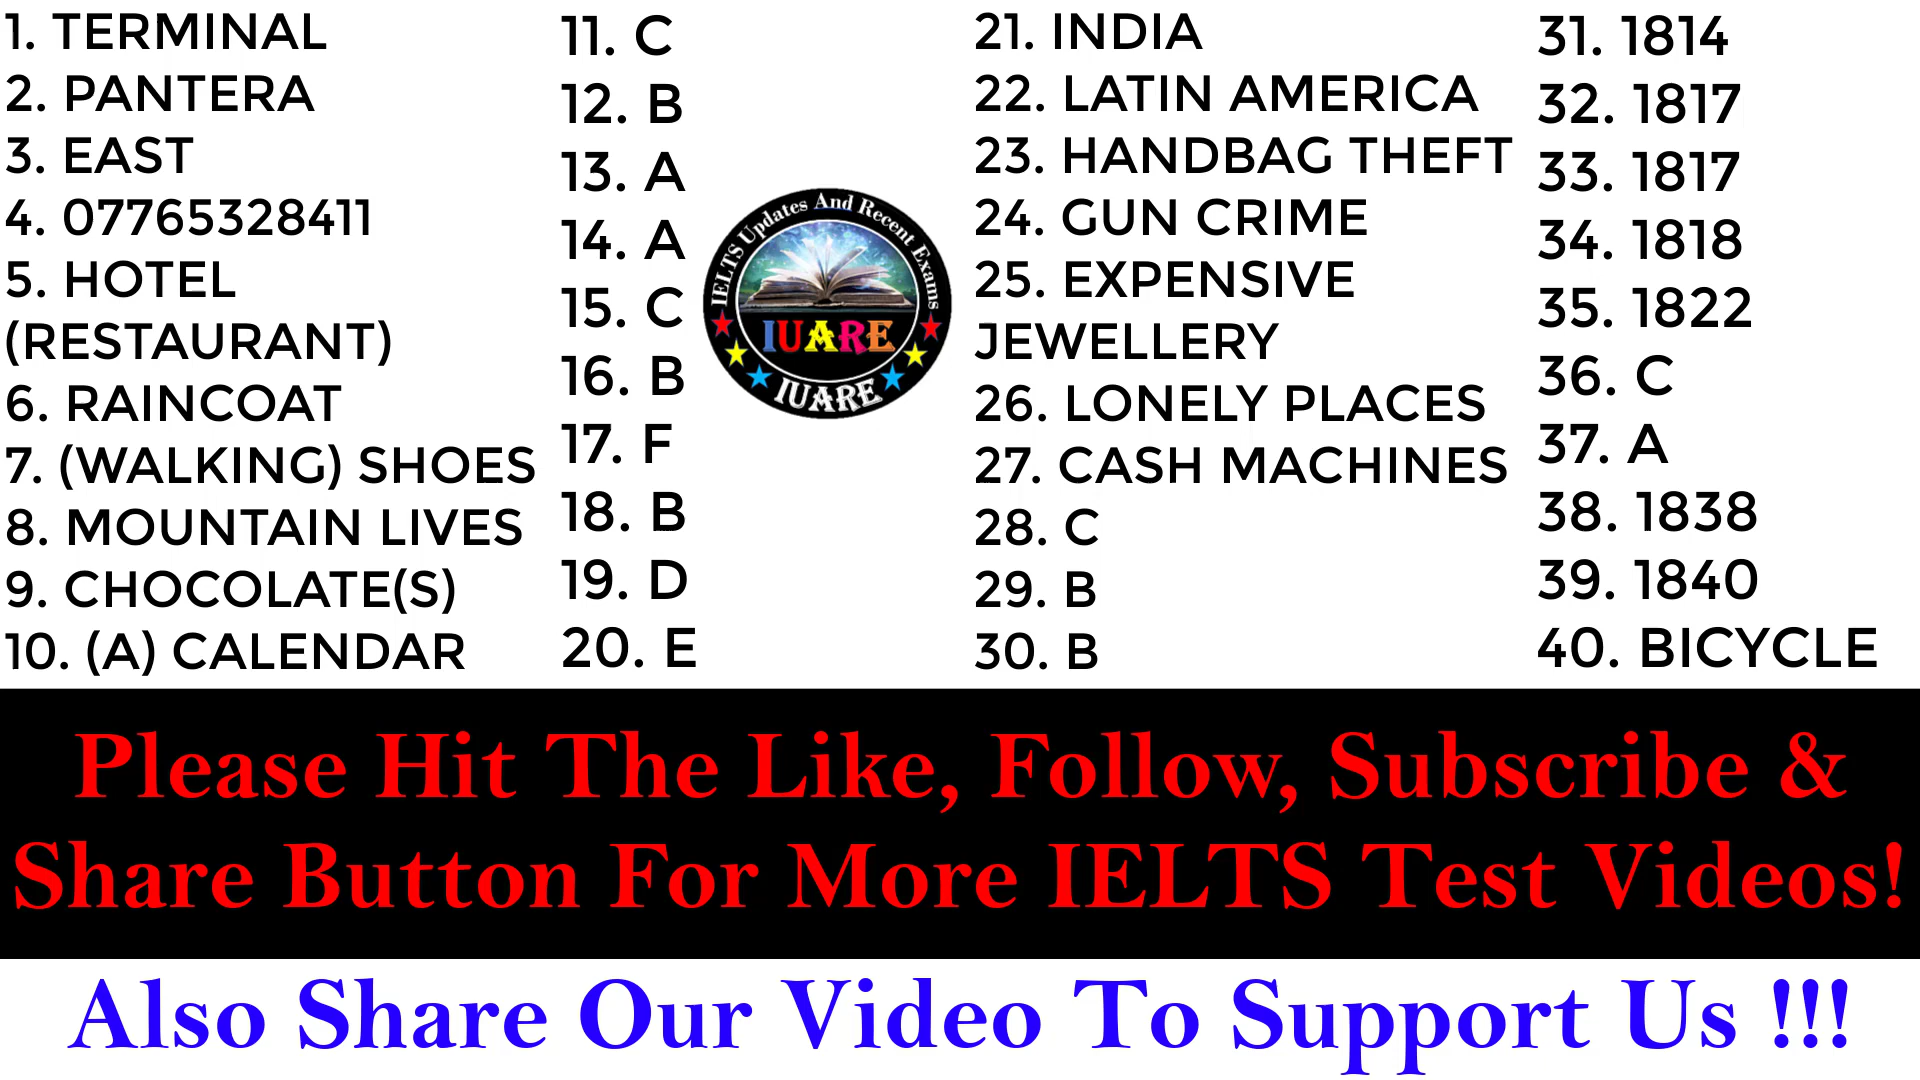 1. TERMINAL
2. PANTERA
3. EAST
4. 07765328411
5. HOTEL
(RESTAURANT)
6. RAINCOAT
7. (WALKING) SHOES
8. MOUNTAIN LIVES
9. CHOCOLATE(S)
10. (A) CALENDAR
11. C
12. B
13. A
14. A
15. C
16. B
17. F
18. B
19. D
20. E
IELTS Updates And Recent Exams
IUARE
IUARE
21. INDIA
22. LATIN AMERICA
23. HANDBAG THEFT
24. GUN CRIME
25. EXPENSIVE
JEWELLERY
26. LONELY PLACES
27. CASH MACHINES
28. C
29. B
30. B
31. 1814
32. 1817
33. 1817
34. 1818
35. 1822
36. C
37. A
38. 1838
39. 1840
40. BICYCLE
Please Hit The Like, Follow, Subscribe &
Share Button For More IELTS Test Videos!
Also Share Our Video To Support Us !!!